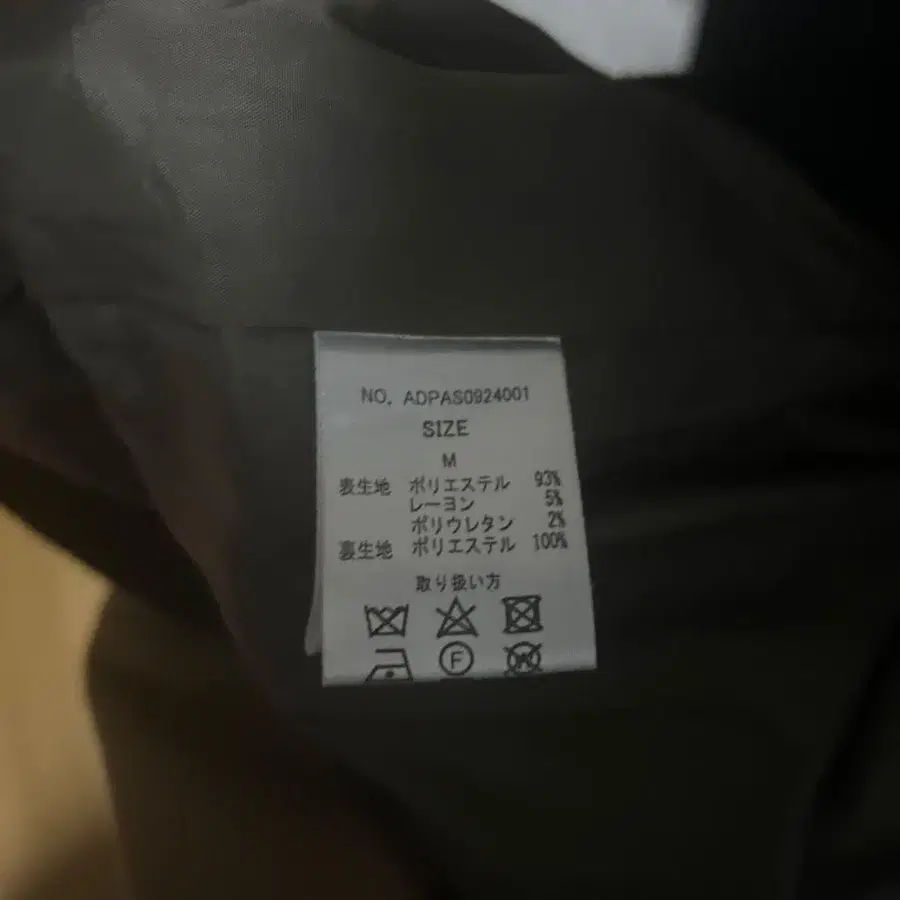 NO. ADPAS0924001
SIZE
M
表生地 ポリエステル 93%
レーヨン 5%
ポリウレタン 2%
裏生地 ポリエステル 100%
取り扱い方
F
W